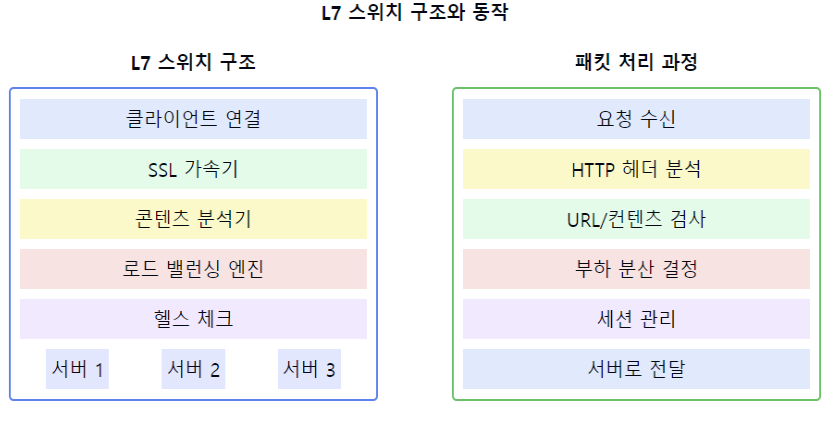 L7 스위치 구조와 동작
L7 스위치 구조
클라이언트 연결
SSL 가속기
콘텐츠 분석기
로드 밸런싱 엔진
헬스 체크
서버 1
서버 2
서버 3
패킷 처리 과정
요청 수신
HTTP 헤더 분석
URL/컨텐츠 검사
부하 분산 결정
세션 관리
서버로 전달